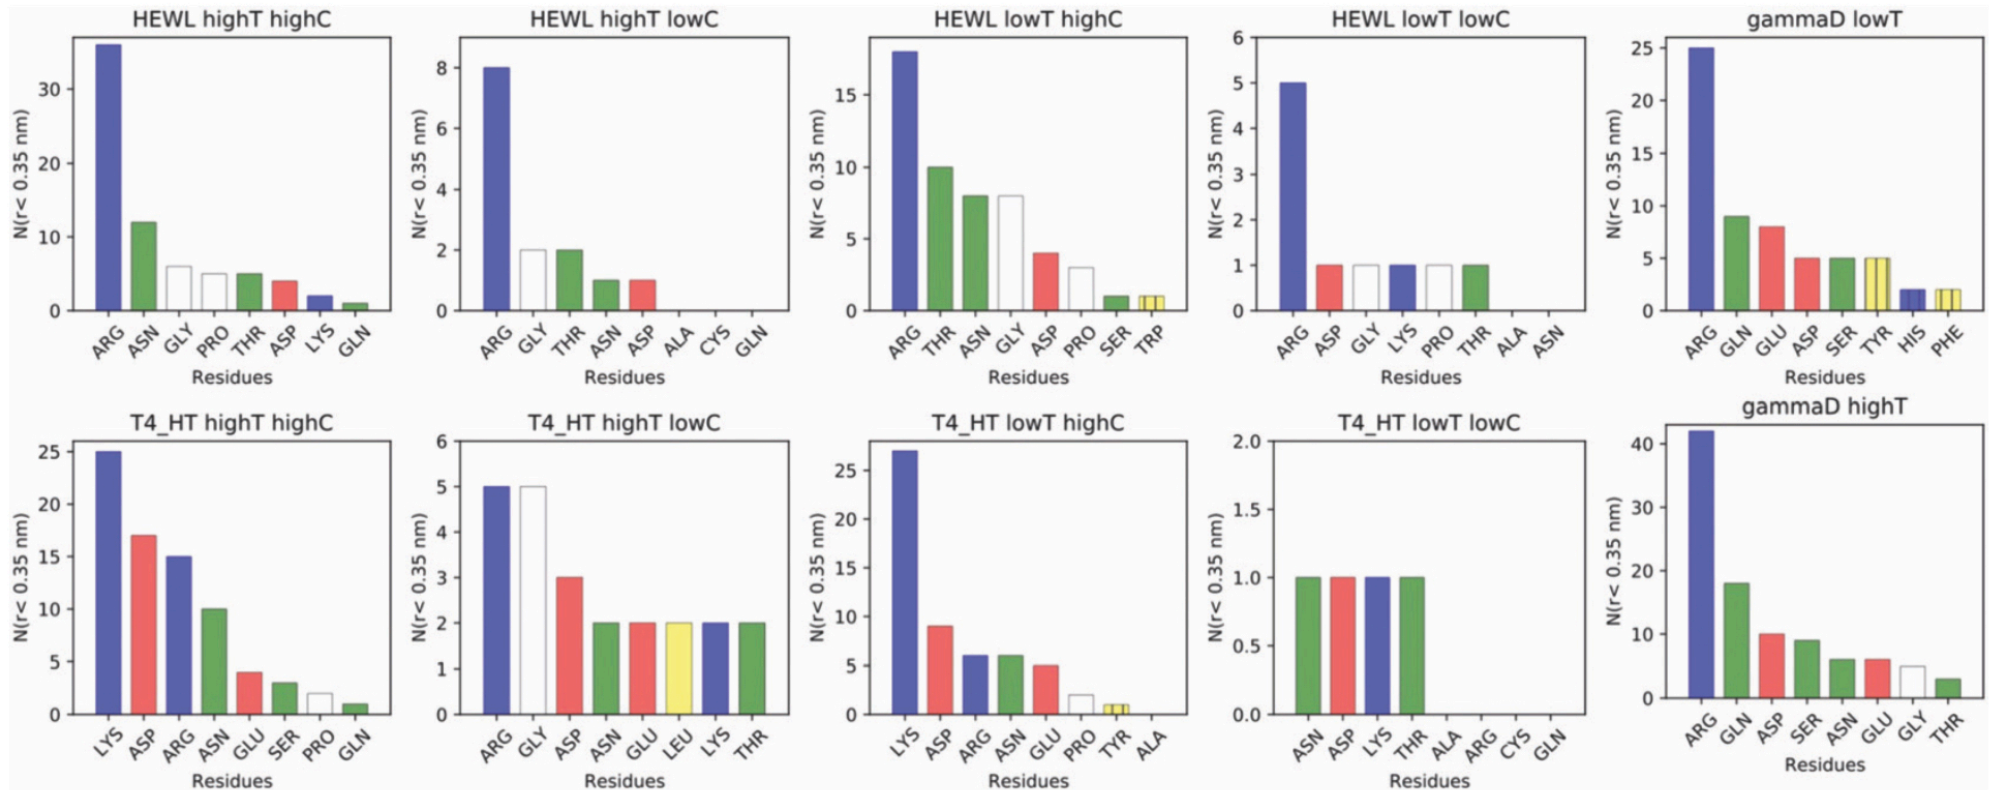 HEWL highT highC
30
20
10
0
N(r< 0.35 nm)
ARG ASN GLY PRO THR ASP LYS GLN
Residues
HEWL highT lowC
8
6
4
2
0
N(r< 0.35 nm)
ARG GLY THR ASN ASP ALA CYS GLN
Residues
HEWL lowT highC
15
10
5
0
N(r< 0.35 nm)
ARG THR ASN GLY ASP PRO SER TRP
Residues
HEWL lowT lowC
6
5
4
3
2
1
0
N(r< 0.35 nm)
ARG ASP GLY LYS PRO THR ALA ASN
Residues
gammaD lowT
25
20
15
10
5
0
N(r< 0.35 nm)
ARG GLN GLU ASP SER TYR HIS PHE
Residues
T4_HT highT highC
25
20
15
10
5
0
N(r< 0.35 nm)
LYS ASP ARG ASN GLU SER PRO GLN
Residues
T4_HT highT lowC
6
5
4
3
2
1
0
N(r< 0.35 nm)
ARG GLY ASP ASN GLU LEU LYS THR
Residues
T4_HT lowT highC
25
20
15
10
5
0
N(r< 0.35 nm)
LYS ASP ARG ASN GLU PRO TYR ALA
Residues
T4_HT lowT lowC
2.0
1.5
1.0
0.5
0.0
N(r< 0.35 nm)
ASN ASP LYS THR ALA ARG CYS GLN
Residues
gammaD highT
40
30
20
10
0
N(r< 0.35 nm)
ARG GLN ASP SER ASN GLU GLY THR
Residues